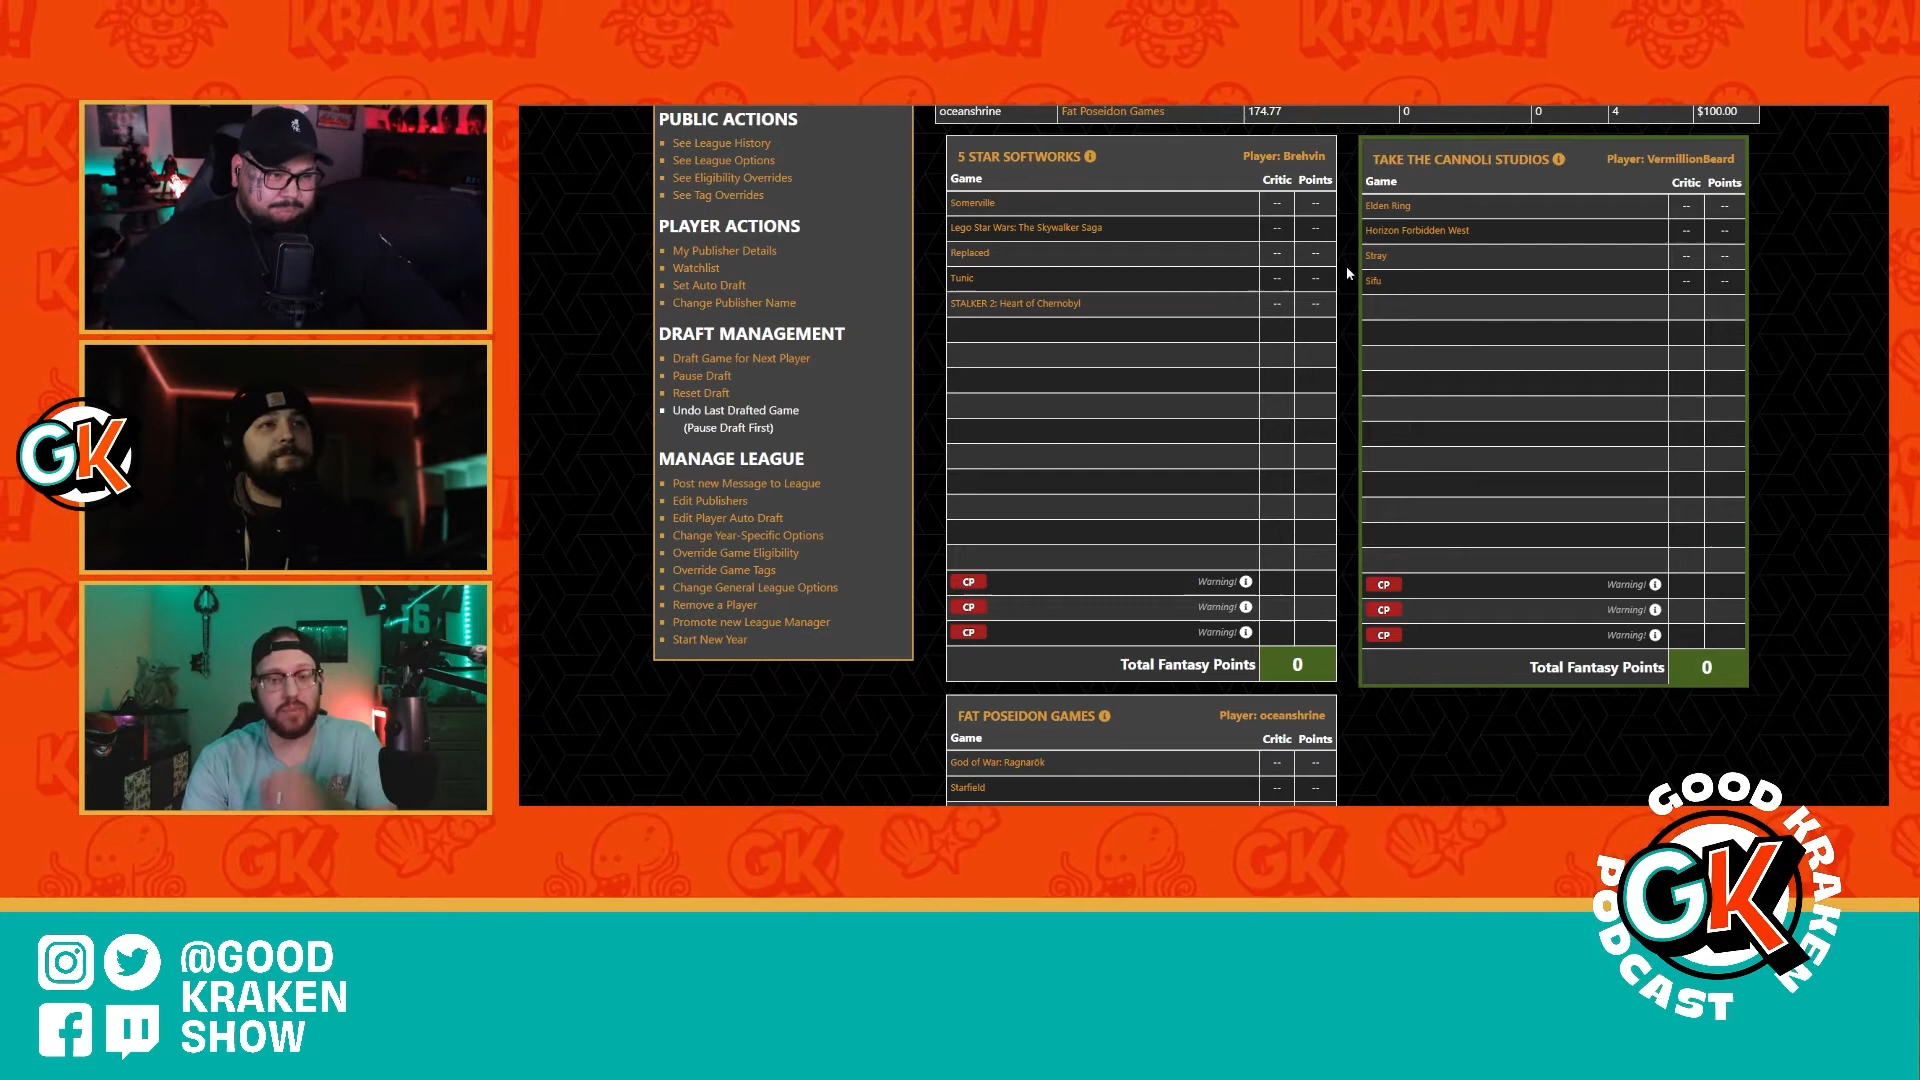 KRAKEN!
KRAKEN!
KRAKEN!
oceanshrine Fat Poseidon Games 174.77 0 0 4 $100.00
PUBLIC ACTIONS
See League History
See League Options
See Eligibility Overrides
See Tag Overrides
PLAYER ACTIONS
My Publisher Details
Watchlist
Set Auto Draft
Change Publisher Name
DRAFT MANAGEMENT
Draft Game for Next Player
Pause Draft
Reset Draft
Undo Last Drafted Game
(Pause Draft First)
MANAGE LEAGUE
Post new Message to League
Edit Publishers
Edit Player Auto Draft
Change Year-Specific Options
Override Game Eligibility
Override Game Tags
Change General League Options
Remove a Player
Promote new League Manager
Start New Year
5 STAR SOFTWORKS Player: Brehvin
Game Critic Points
Somerville -- --
Lego Star Wars: The Skywalker Saga -- --
Replaced -- --
Tunic -- --
STALKER 2: Heart of Chernobyl -- --
CP Warning!
CP Warning!
CP Warning!
Total Fantasy Points 0
TAKE THE CANNOLI STUDIOS Player: VermillionBeard
Game Critic Points
Elden Ring -- --
Horizon Forbidden West -- --
Stray -- --
Sifu -- --
CP Warning!
CP Warning!
CP Warning!
Total Fantasy Points 0
FAT POSEIDON GAMES Player: oceanshrine
Game Critic Points
God of War: Ragnarök -- --
Starfield -- --
16
GK
GK
GK
GK
@GOOD
KRAKEN
SHOW
GOOD KRAKEN
GK
PODCAST